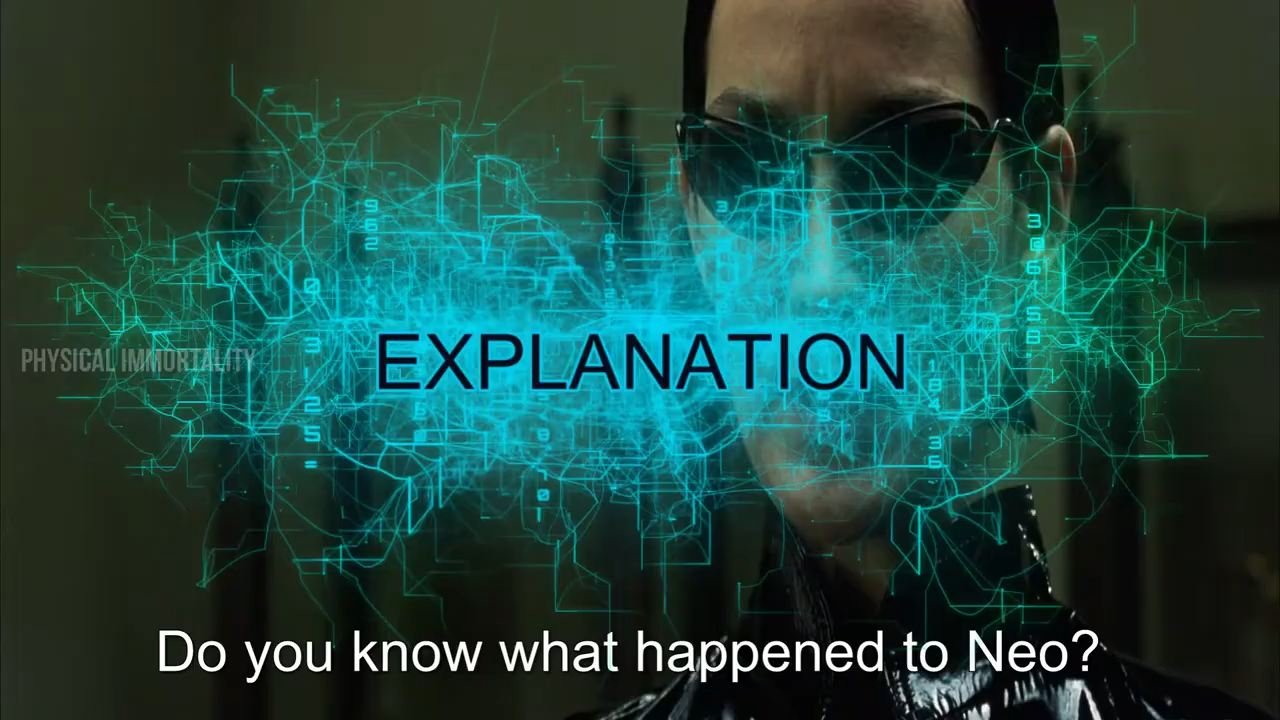 PHYSICAL IMMORTALITY
EXPLANATION
Do you know what happened to Neo?